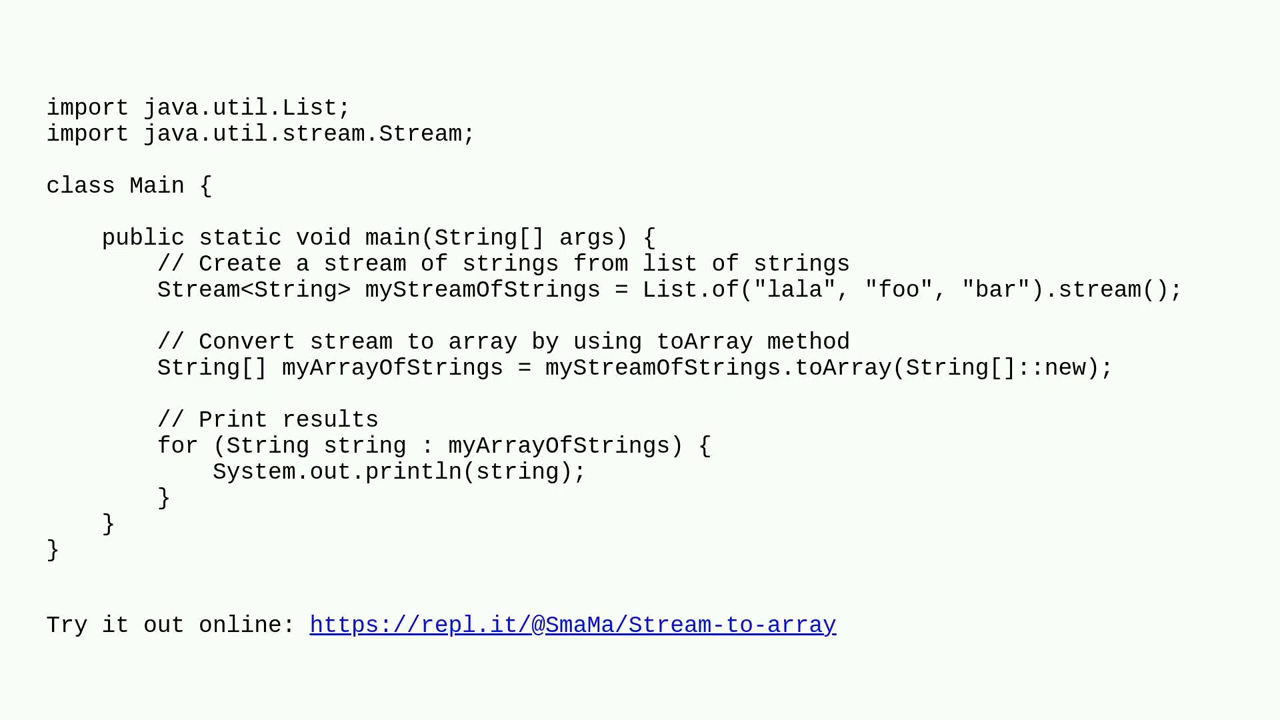 import java.util.List;
import java.util.stream.Stream;

class Main {

    public static void main(String[] args) {
        // Create a stream of strings from list of strings
        Stream<String> myStreamOfStrings = List.of("lala", "foo", "bar").stream();

        // Convert stream to array by using toArray method
        String[] myArrayOfStrings = myStreamOfStrings.toArray(String[]::new);

        // Print results
        for (String string : myArrayOfStrings) {
            System.out.println(string);
        }
    }
}

Try it out online: https://repl.it/@SmaMa/Stream-to-array